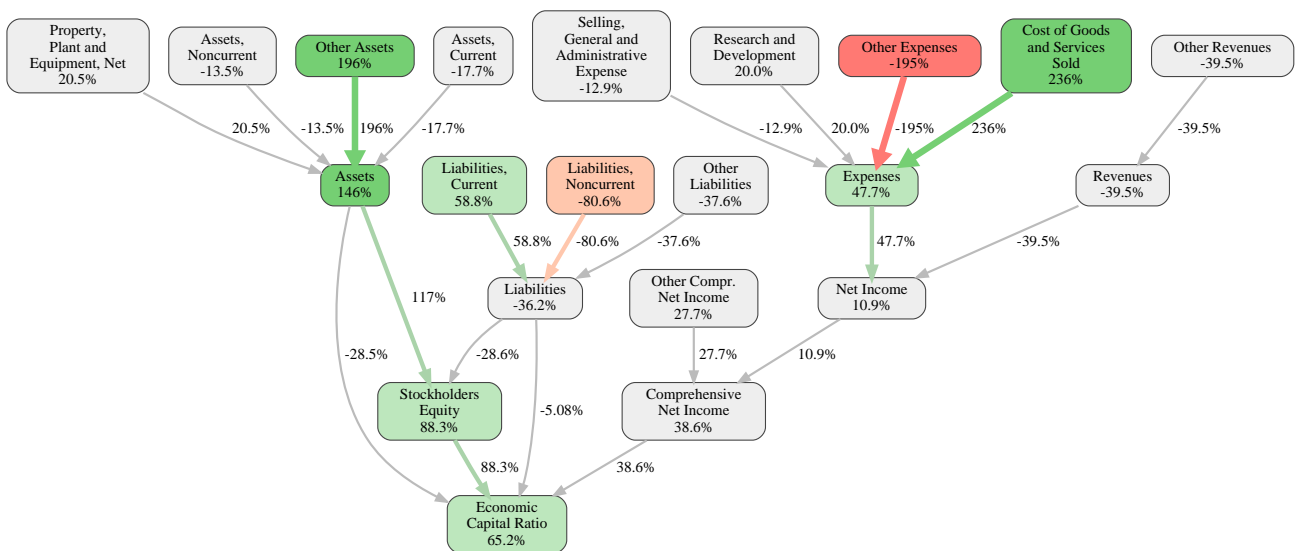 Property,
Plant and
Equipment, Net
20.5%
Assets,
Noncurrent
-13.5%
Other Assets
196%
Assets,
Current
-17.7%
Selling,
General and
Administrative
Expense
-12.9%
Research and
Development
20.0%
Other Expenses
-195%
Cost of Goods
and Services
Sold
236%
Other Revenues
-39.5%
20.5%
-13.5%
196%
-17.7%
-12.9%
20.0%
-195%
236%
-39.5%
Assets
146%
Liabilities,
Current
58.8%
Liabilities,
Noncurrent
-80.6%
Other
Liabilities
-37.6%
Expenses
47.7%
Revenues
-39.5%
58.8%
-80.6%
-37.6%
47.7%
-39.5%
117%
Liabilities
-36.2%
Other Compr.
Net Income
27.7%
Net Income
10.9%
-28.5%
-28.6%
27.7%
10.9%
Stockholders
Equity
88.3%
-5.08%
Comprehensive
Net Income
38.6%
88.3%
38.6%
Economic
Capital Ratio
65.2%